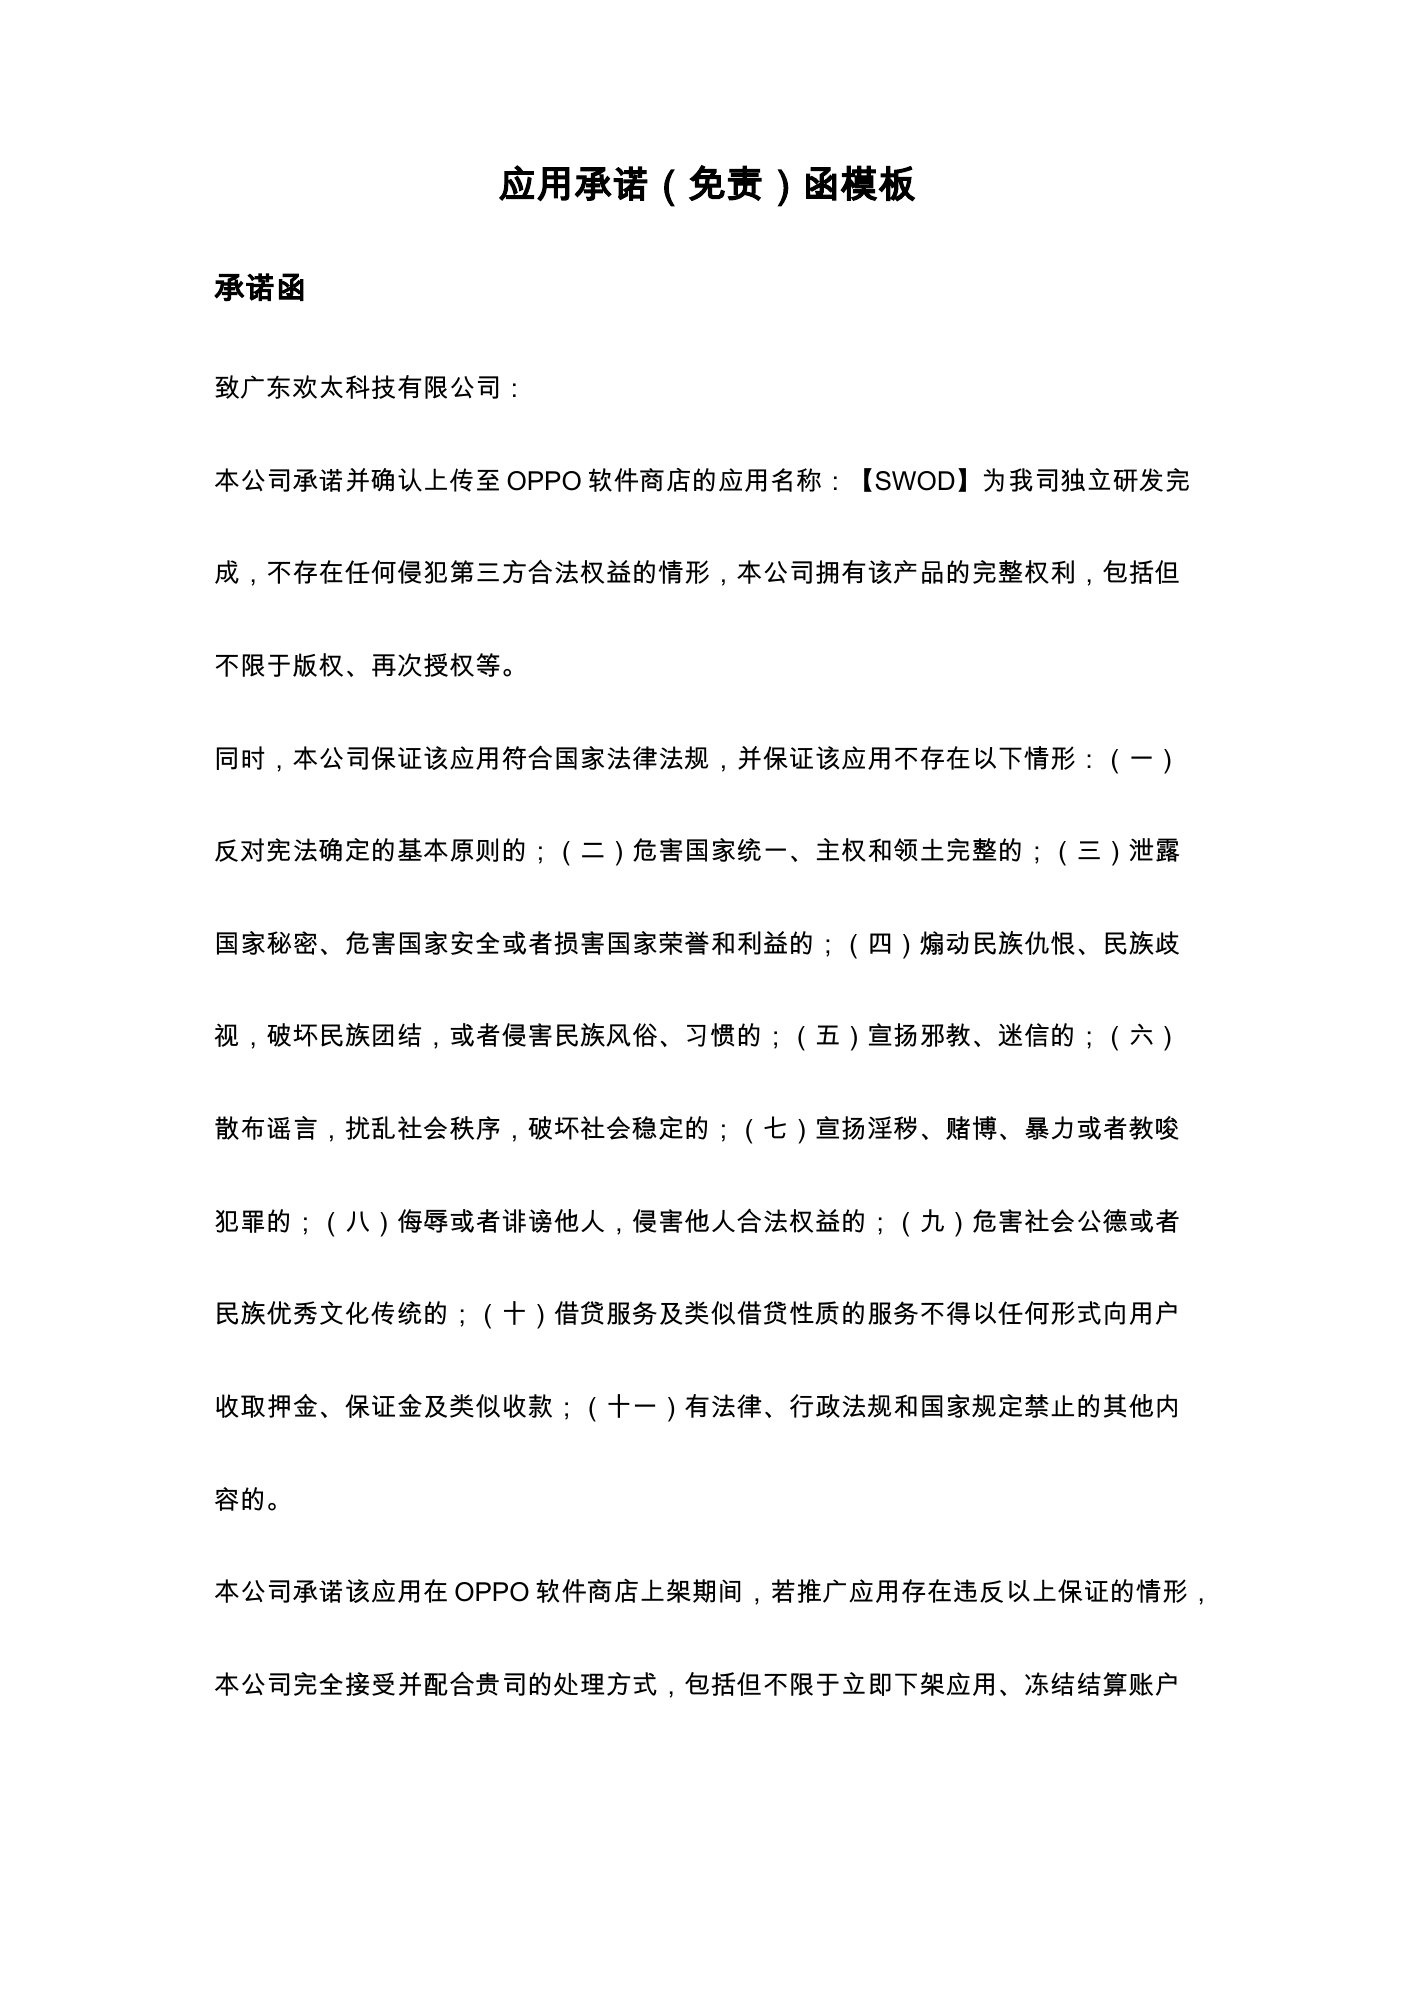 应用承诺（免责）函模板
承诺函
致广东欢太科技有限公司：
本公司承诺并确认上传至 OPPO 软件商店的应用名称：【SWOD】为我司独立研发完
成，不存在任何侵犯第三方合法权益的情形，本公司拥有该产品的完整权利，包括但
不限于版权、再次授权等。
同时，本公司保证该应用符合国家法律法规，并保证该应用不存在以下情形：（一）
反对宪法确定的基本原则的；（二）危害国家统一、主权和领土完整的；（三）泄露
国家秘密、危害国家安全或者损害国家荣誉和利益的；（四）煽动民族仇恨、民族歧
视，破坏民族团结，或者侵害民族风俗、习惯的；（五）宣扬邪教、迷信的；（六）
散布谣言，扰乱社会秩序，破坏社会稳定的；（七）宣扬淫秽、赌博、暴力或者教唆
犯罪的；（八）侮辱或者诽谤他人，侵害他人合法权益的；（九）危害社会公德或者
民族优秀文化传统的；（十）借贷服务及类似借贷性质的服务不得以任何形式向用户
收取押金、保证金及类似收款；（十一）有法律、行政法规和国家规定禁止的其他内
容的。
本公司承诺该应用在 OPPO 软件商店上架期间，若推广应用存在违反以上保证的情形，
本公司完全接受并配合贵司的处理方式，包括但不限于立即下架应用、冻结结算账户